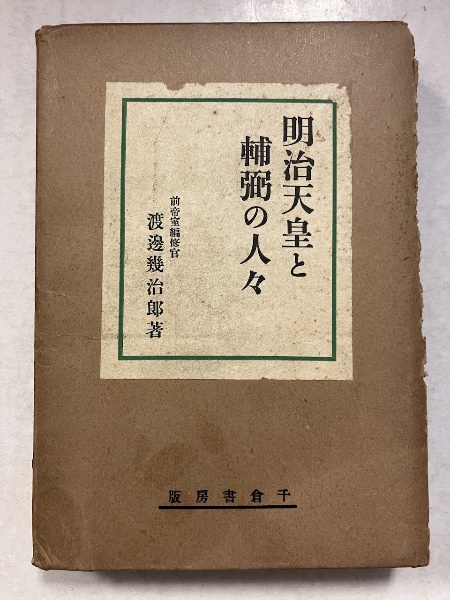 明治天皇と
輔弼の人々
前帝室編修官
渡邊幾治郎著
版房書倉千